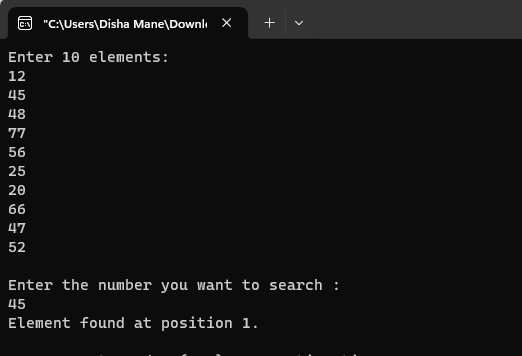 "C:\Users\Disha Mane\Downl
Enter 10 elements:
12
45
48
77
56
25
20
66
47
52
Enter the number you want to search :
45
Element found at position 1.